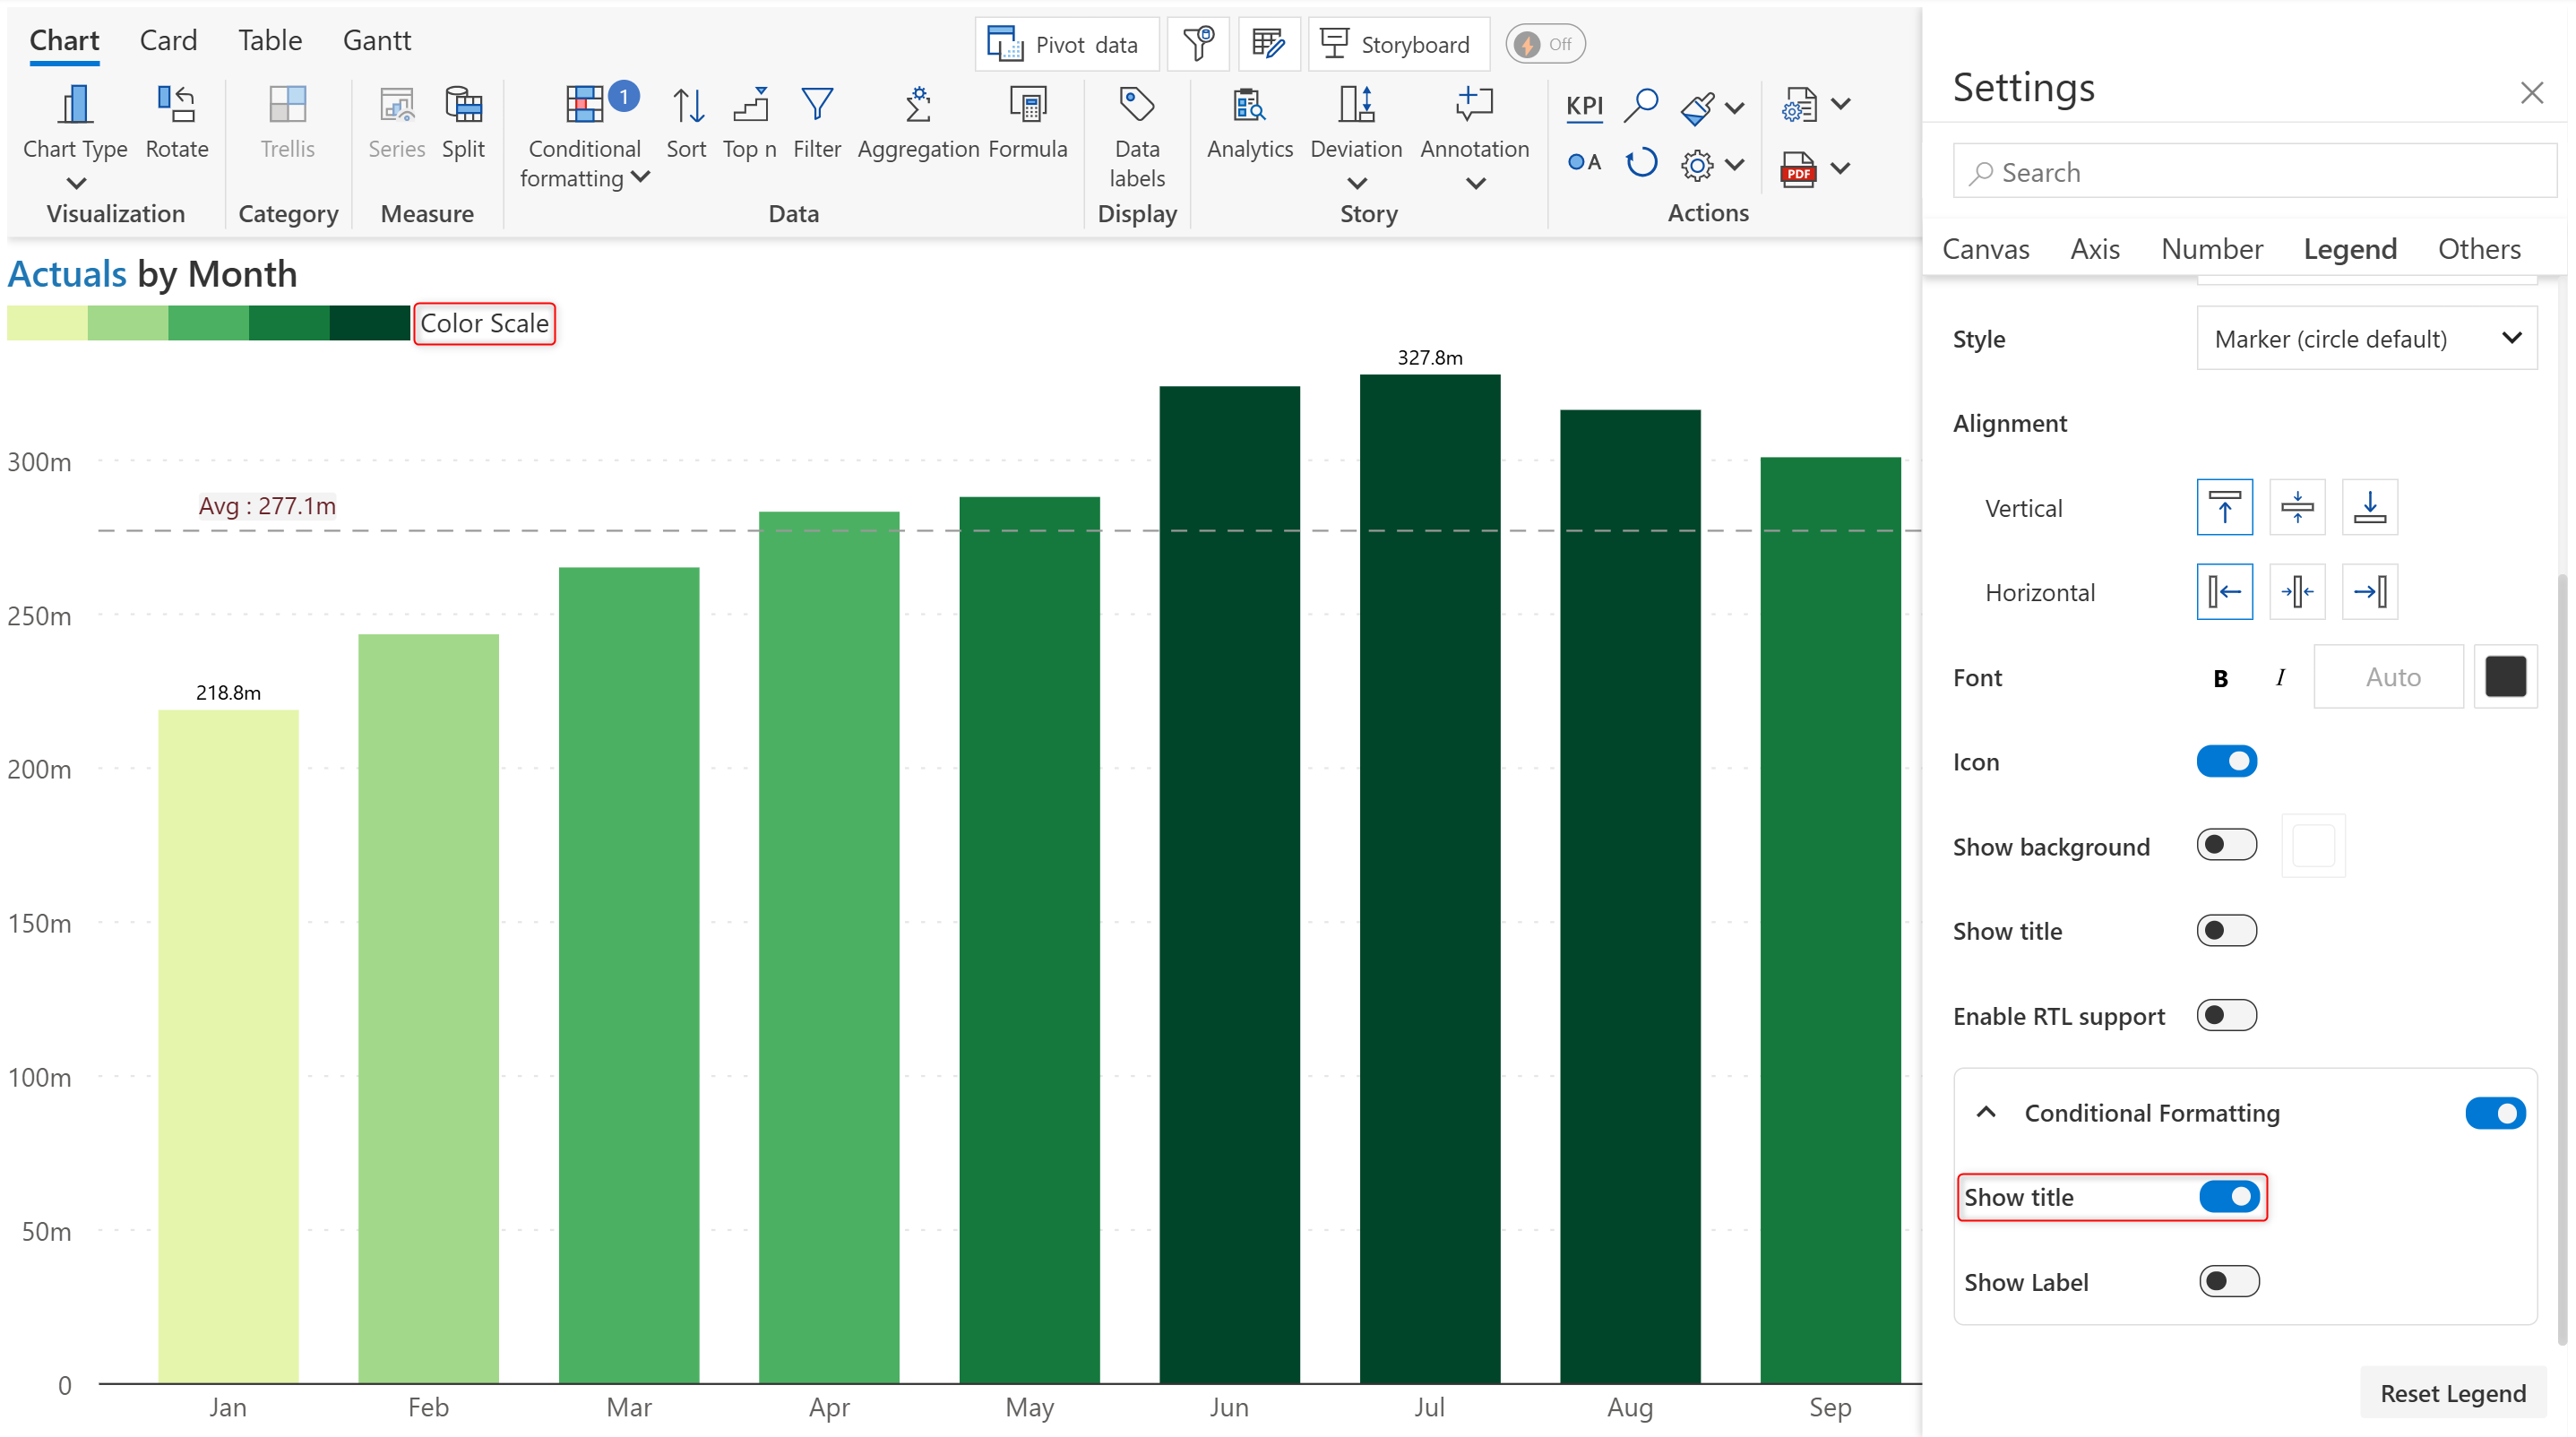 Chart Card Table Gantt
Pivot data Storyboard Off
1
Chart Type Rotate Trellis Series Split Conditional formatting Sort Top n Filter Aggregation Formula Data labels Analytics Deviation Annotation KPI A PDF
Visualization Category Measure Data Display Story Actions
Actuals by Month
Color Scale
327.8m
300m
Avg : 277.1m
250m
218.8m
200m
150m
100m
50m
0
Jan Feb Mar Apr May Jun Jul Aug Sep
Settings
Search
Canvas Axis Number Legend Others
Style Marker (circle default)
Alignment
Vertical
Horizontal
Font B I Auto
Icon
Show background
Show title
Enable RTL support
Conditional Formatting
Show title
Show Label
Reset Legend